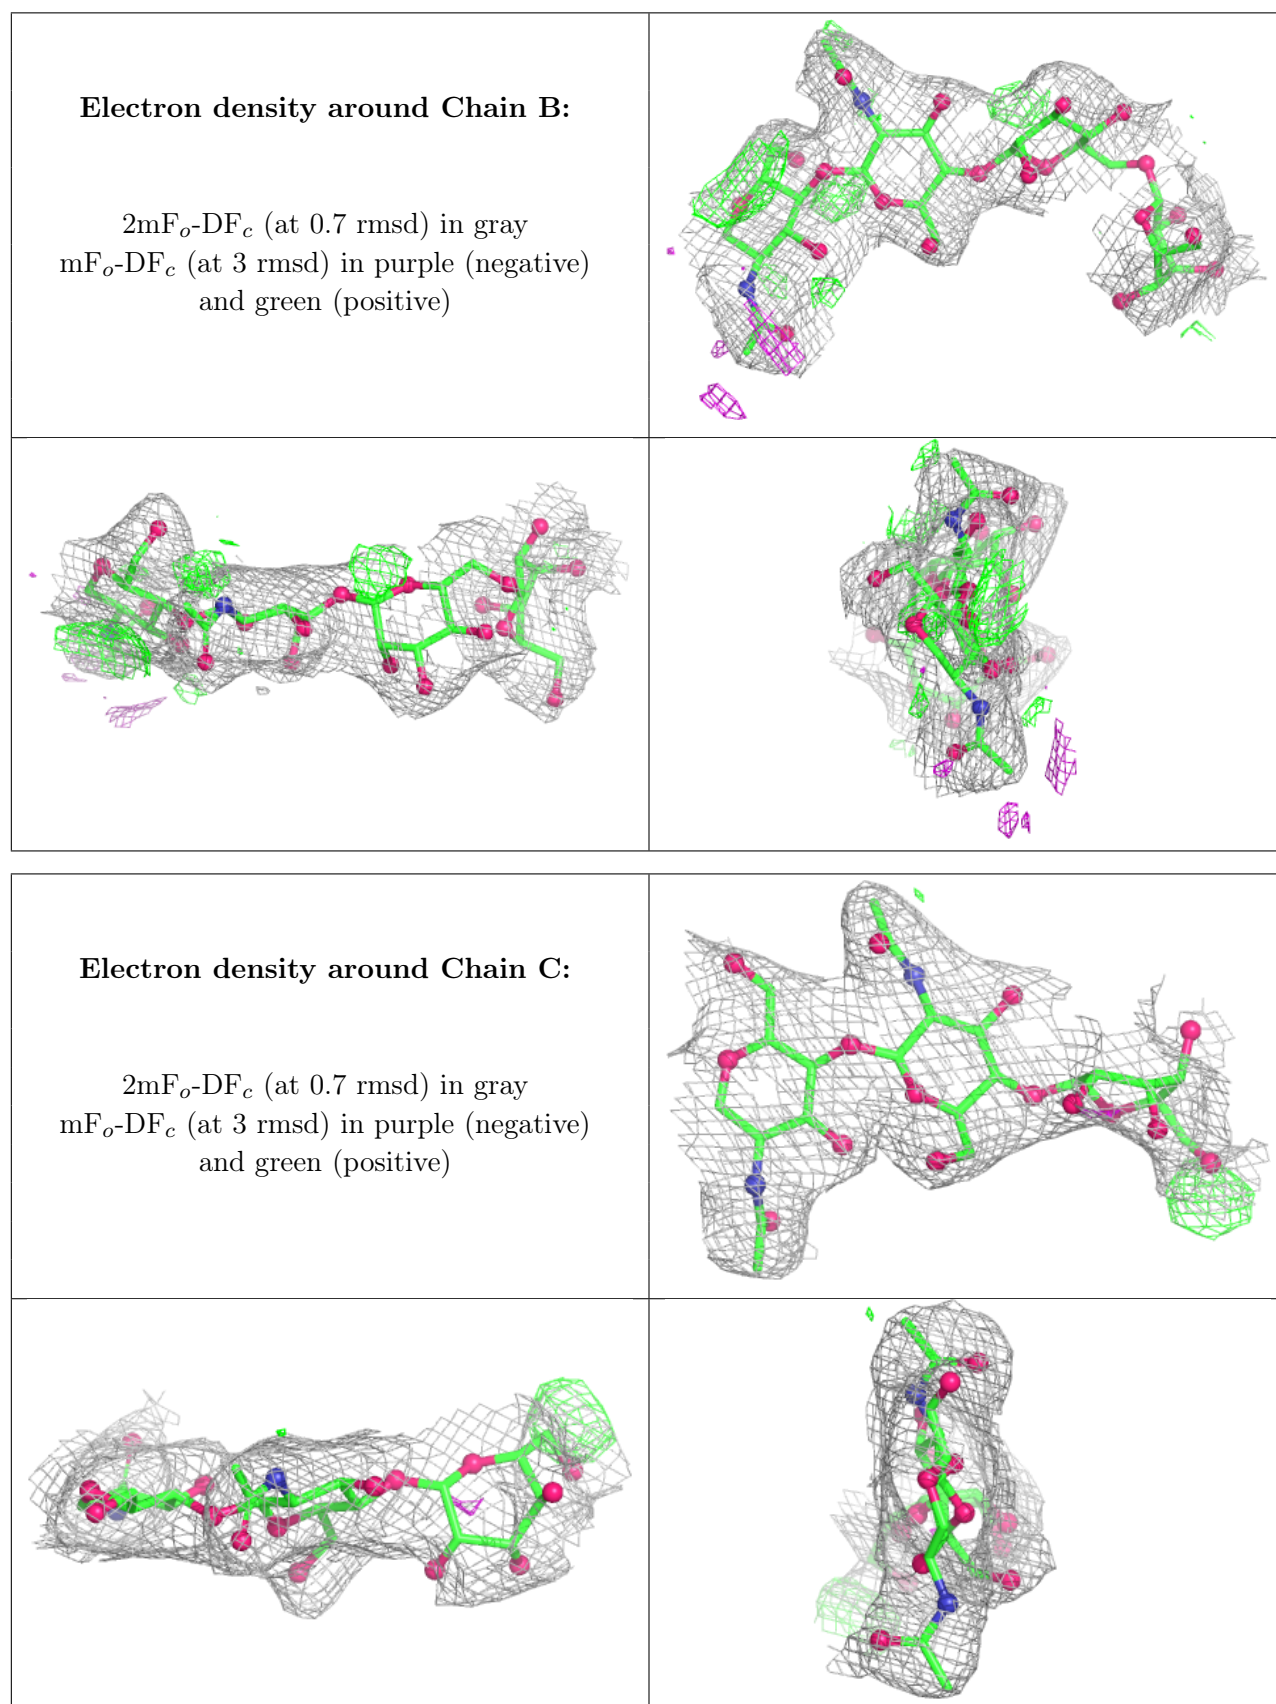 Electron density around Chain B:
2mFₒ-DF𝒸 (at 0.7 rmsd) in gray
mFₒ-DF𝒸 (at 3 rmsd) in purple (negative)
and green (positive)
Electron density around Chain C:
2mFₒ-DF𝒸 (at 0.7 rmsd) in gray
mFₒ-DF𝒸 (at 3 rmsd) in purple (negative)
and green (positive)